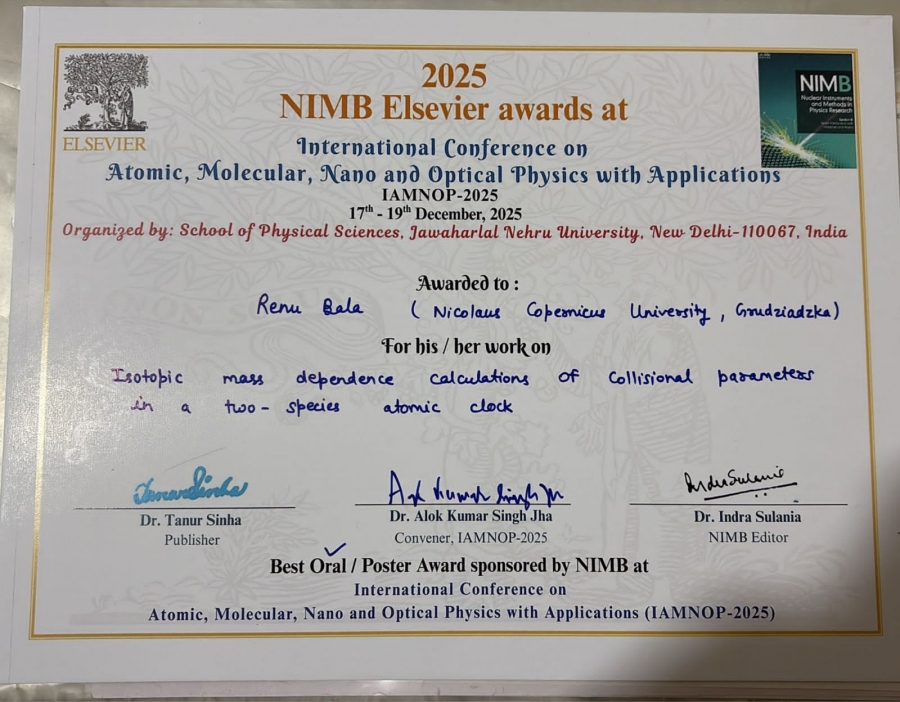 2025
NIMB Elsevier awards at
ELSEVIER
NIMB
Nuclear Instruments
and Methods in
Physics Research
International Conference on
Atomic, Molecular, Nano and Optical Physics with Applications
IAMNOP-2025
17th - 19th December, 2025
Organized by: School of Physical Sciences, Jawaharlal Nehru University, New Delhi-110067, India
Awarded to :
Renu Bala ( Nicolaus Copernicus University, Grudziadzka)
For his / her work on
Isotopic mass dependence calculations of Collisional parameters
in a two-species atomic clock
Dr. Tanur Sinha
Publisher
Dr. Alok Kumar Singh Jha
Convener, IAMNOP-2025
Dr. Indra Sulania
NIMB Editor
Best Oral / Poster Award sponsored by NIMB at
International Conference on
Atomic, Molecular, Nano and Optical Physics with Applications (IAMNOP-2025)